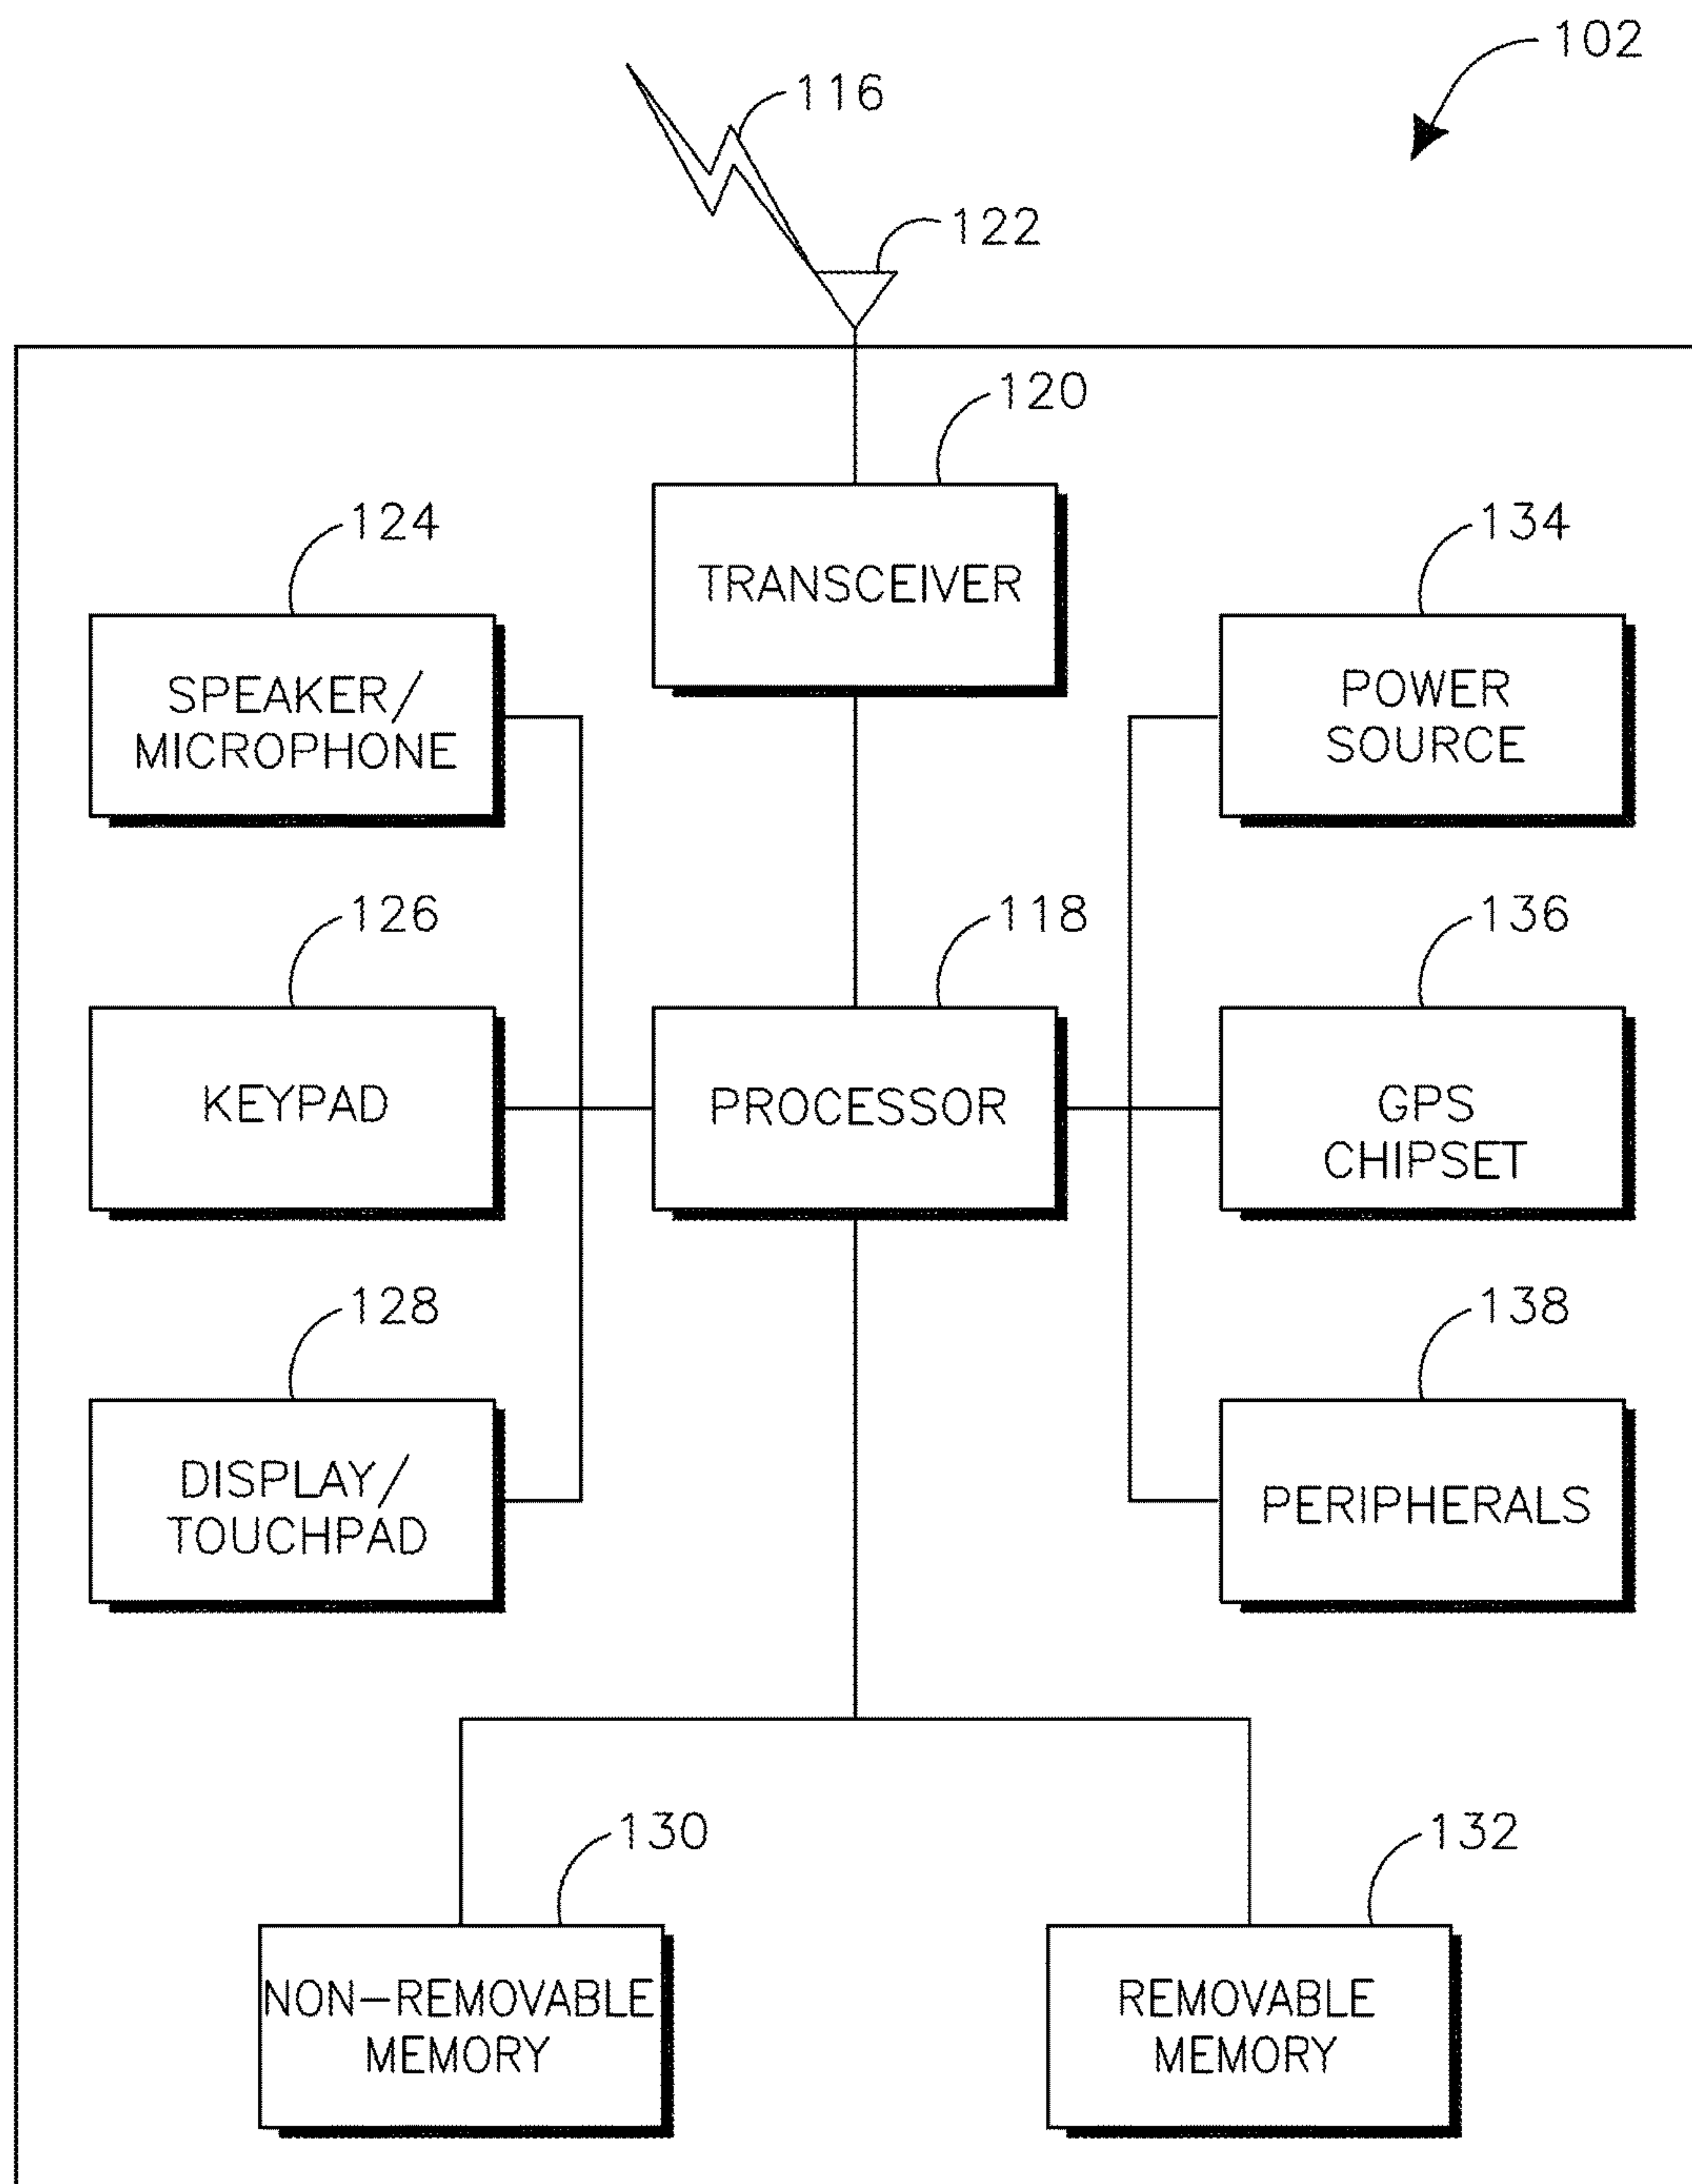 102
116
122
120
TRANSCEIVER
124
SPEAKER/
MICROPHONE
134
POWER
SOURCE
126
KEYPAD
118
PROCESSOR
136
GPS
CHIPSET
128
DISPLAY/
TOUCHPAD
138
PERIPHERALS
130
NON-REMOVABLE
MEMORY
132
REMOVABLE
MEMORY